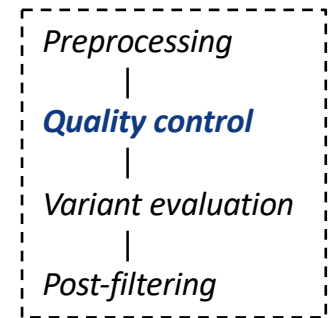 Preprocessing
Quality control
Variant evaluation
Post-filtering